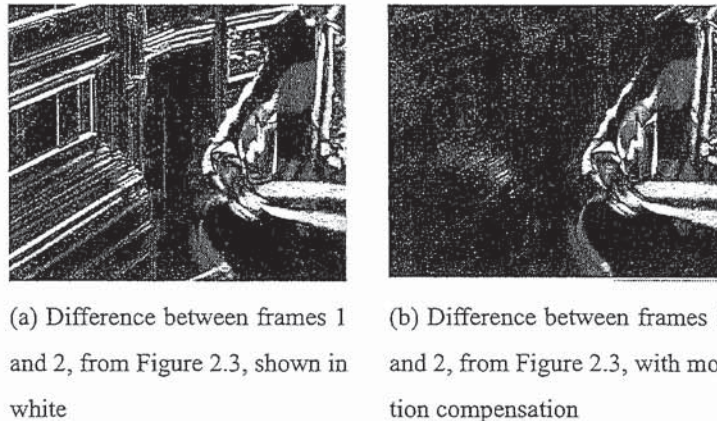 (a) Difference between frames 1
and 2, from Figure 2.3, shown in
white
(b) Difference between frames
and 2, from Figure 2.3, with mo
tion compensation